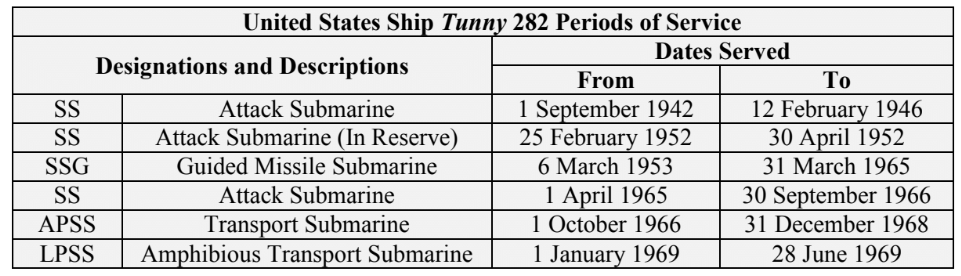 United States Ship Tunny 282 Periods of Service
Designations and Descriptions
Dates Served
From To
SS Attack Submarine 1 September 1942 12 February 1946
SS Attack Submarine (In Reserve) 25 February 1952 30 April 1952
SSG Guided Missile Submarine 6 March 1953 31 March 1965
SS Attack Submarine 1 April 1965 30 September 1966
APSS Transport Submarine 1 October 1966 31 December 1968
LPSS Amphibious Transport Submarine 1 January 1969 28 June 1969